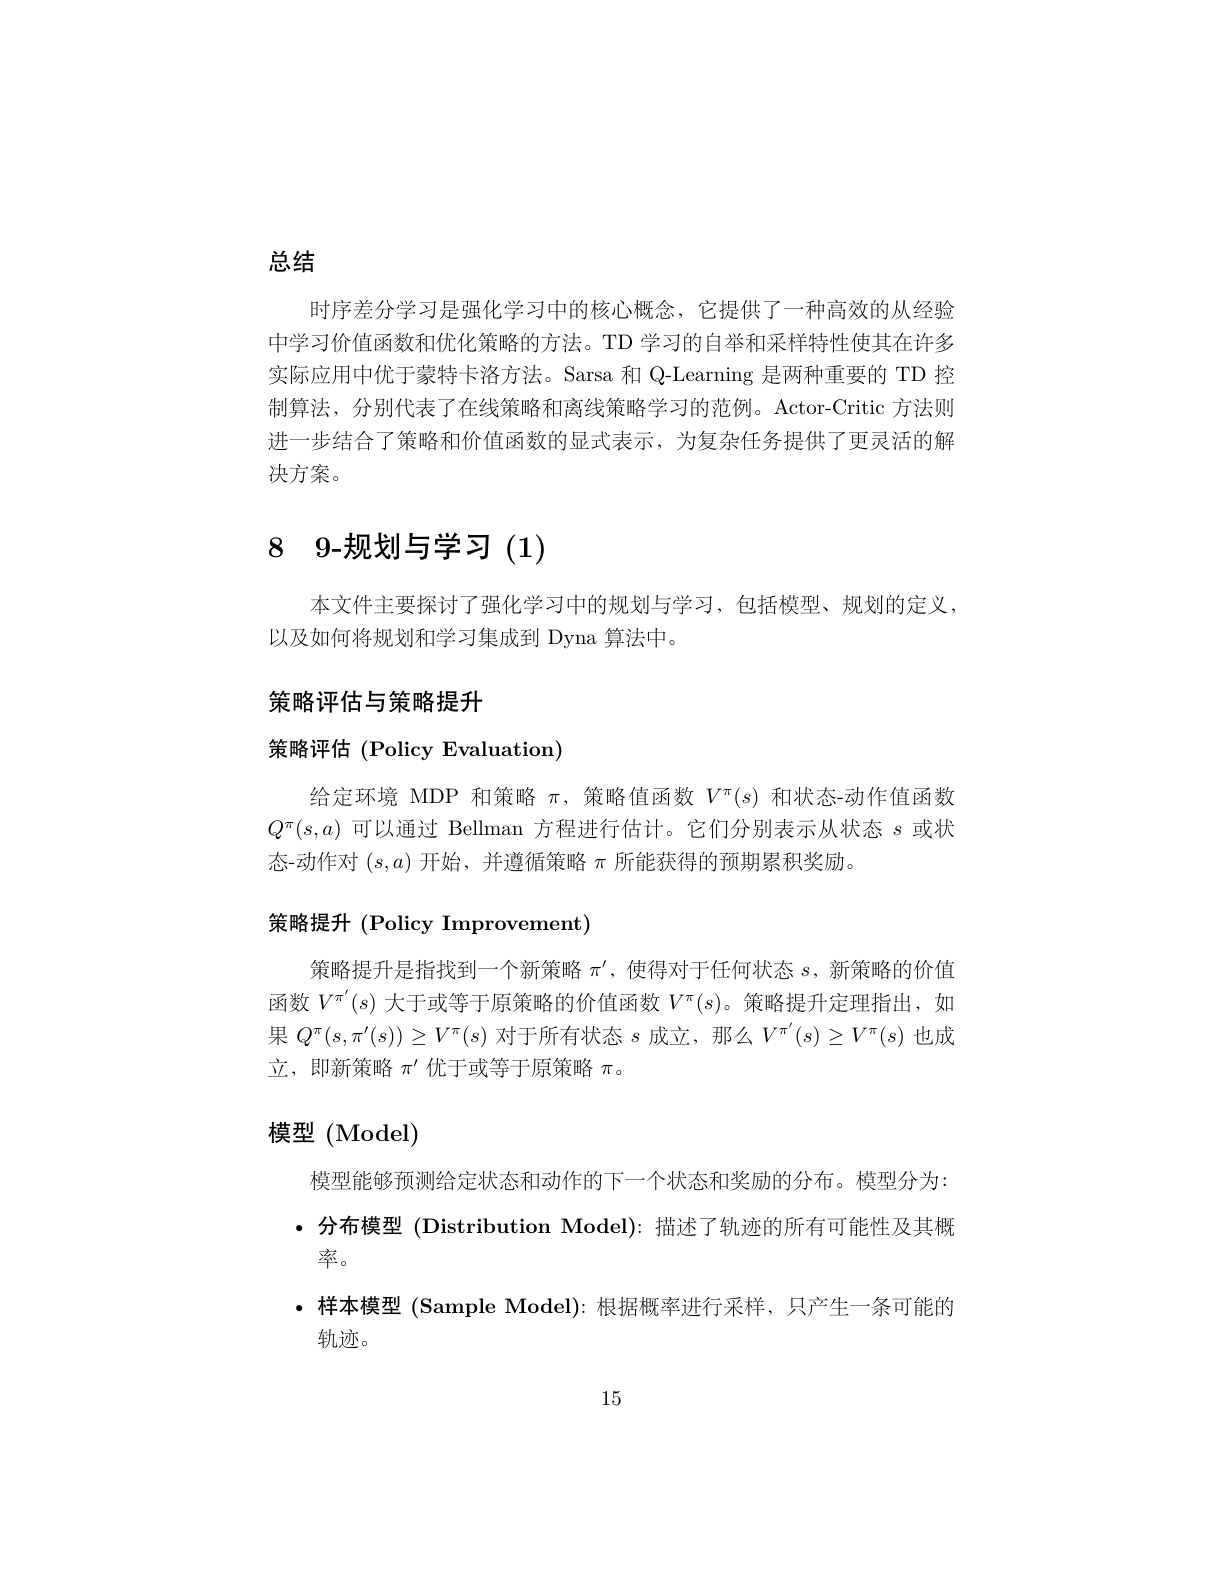 总结
时序差分学习是强化学习中的核心概念，它提供了一种高效的从经验
中学习价值函数和优化策略的方法。TD 学习的自举和采样特性使其在许多
实际应用中优于蒙特卡洛方法。Sarsa 和 Q-Learning 是两种重要的 TD 控
制算法，分别代表了在线策略和离线策略学习的范例。Actor-Critic 方法则
进一步结合了策略和价值函数的显式表示，为复杂任务提供了更灵活的解
决方案。
8 9-规划与学习 (1)
本文件主要探讨了强化学习中的规划与学习，包括模型、规划的定义，
以及如何将规划和学习集成到 Dyna 算法中。
策略评估与策略提升
策略评估 (Policy Evaluation)
给定环境 MDP 和策略 π，策略值函数 V^π(s) 和状态-动作值函数
Q^π(s, a) 可以通过 Bellman 方程进行估计。它们分别表示从状态 s 或状
态-动作对 (s, a) 开始，并遵循策略 π 所能获得的预期累积奖励。
策略提升 (Policy Improvement)
策略提升是指找到一个新策略 π′，使得对于任何状态 s，新策略的价值
函数 V^π′(s) 大于或等于原策略的价值函数 V^π(s)。策略提升定理指出，如
果 Q^π(s, π′(s)) ≥ V^π(s) 对于所有状态 s 成立，那么 V^π′(s) ≥ V^π(s) 也成
立，即新策略 π′ 优于或等于原策略 π。
模型 (Model)
模型能够预测给定状态和动作的下一个状态和奖励的分布。模型分为：
• 分布模型 (Distribution Model): 描述了轨迹的所有可能性及其概
率。
• 样本模型 (Sample Model): 根据概率进行采样，只产生一条可能的
轨迹。
15